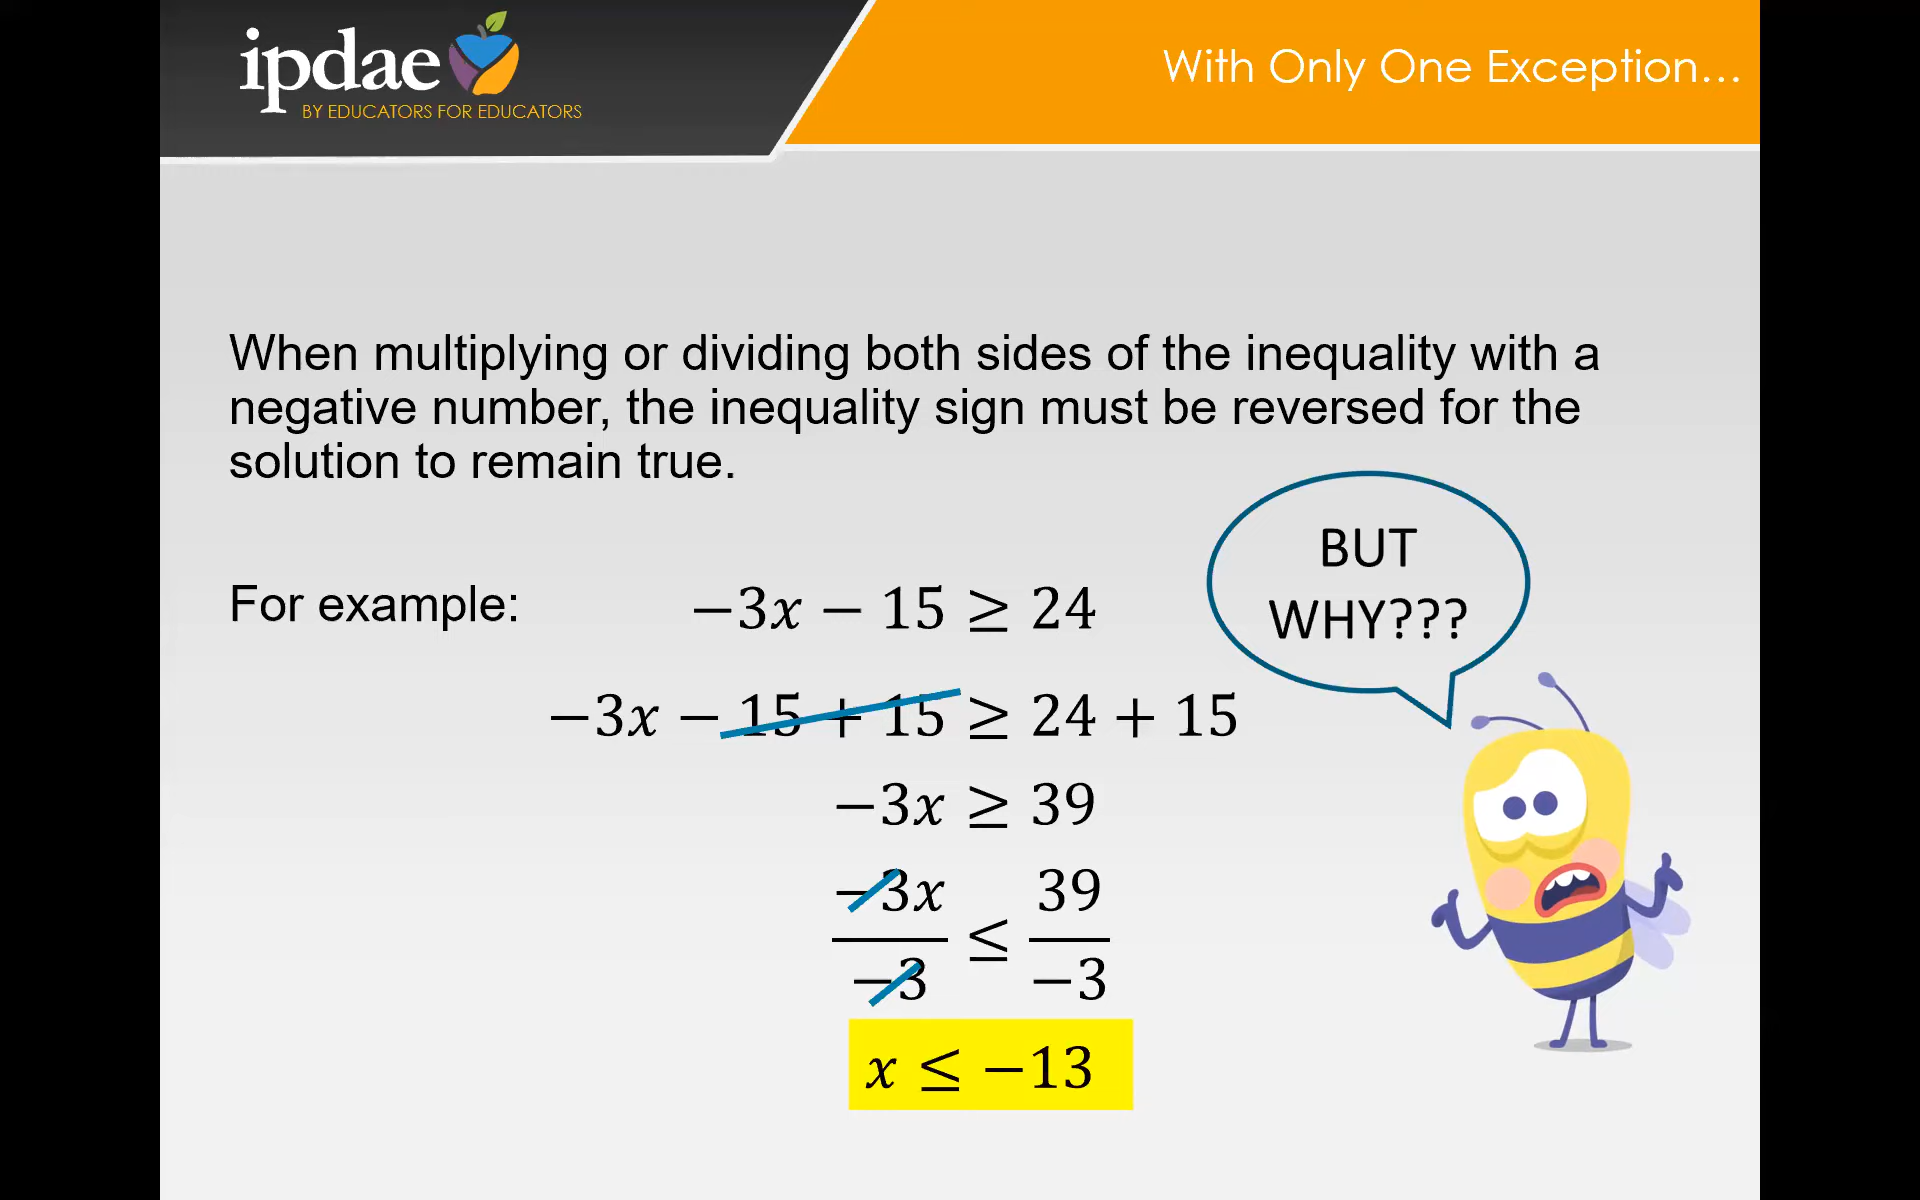 ipdae
BY EDUCATORS FOR EDUCATORS
With Only One Exception...
When multiplying or dividing both sides of the inequality with a
negative number, the inequality sign must be reversed for the
solution to remain true.
BUT
WHY???
For example:
−3x − 15 ≥ 24
−3x − 15 + 15 ≥ 24 + 15
−3x ≥ 39
−3x/−3 ≤ 39/−3
x ≤ −13